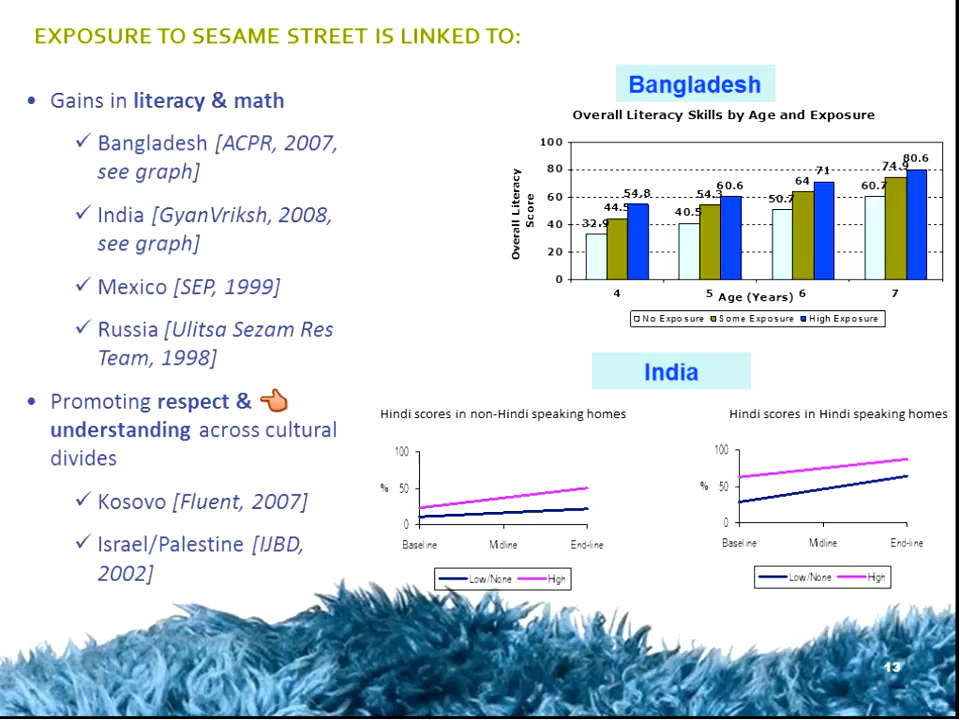 EXPOSURE TO SESAME STREET IS LINKED TO:
• Gains in literacy & math
✓ Bangladesh [ACPR, 2007,
see graph]
✓ India [GyanVriksh, 2008,
see graph]
✓ Mexico [SEP, 1999]
✓ Russia [Ulitsa Sezam Res
Team, 1998]
• Promoting respect &
understanding across cultural
divides
✓ Kosovo [Fluent, 2007]
✓ Israel/Palestine [IJBD,
2002]
Bangladesh
Overall Literacy Skills by Age and Exposure
Overall Literacy
Score
100
80
60
40
20
0
32.9 44.5 54.8
40.5 54.3 60.6
50.7 64 71
60.7 74.9 80.6
4 5 6 7
Age (Years)
No Exposure Some Exposure High Exposure
India
Hindi scores in non-Hindi speaking homes
100
% 50
0
Baseline Midline End-line
Low/None High
Hindi scores in Hindi speaking homes
100
% 50
0
Baseline Midline End-line
Low/None High
13